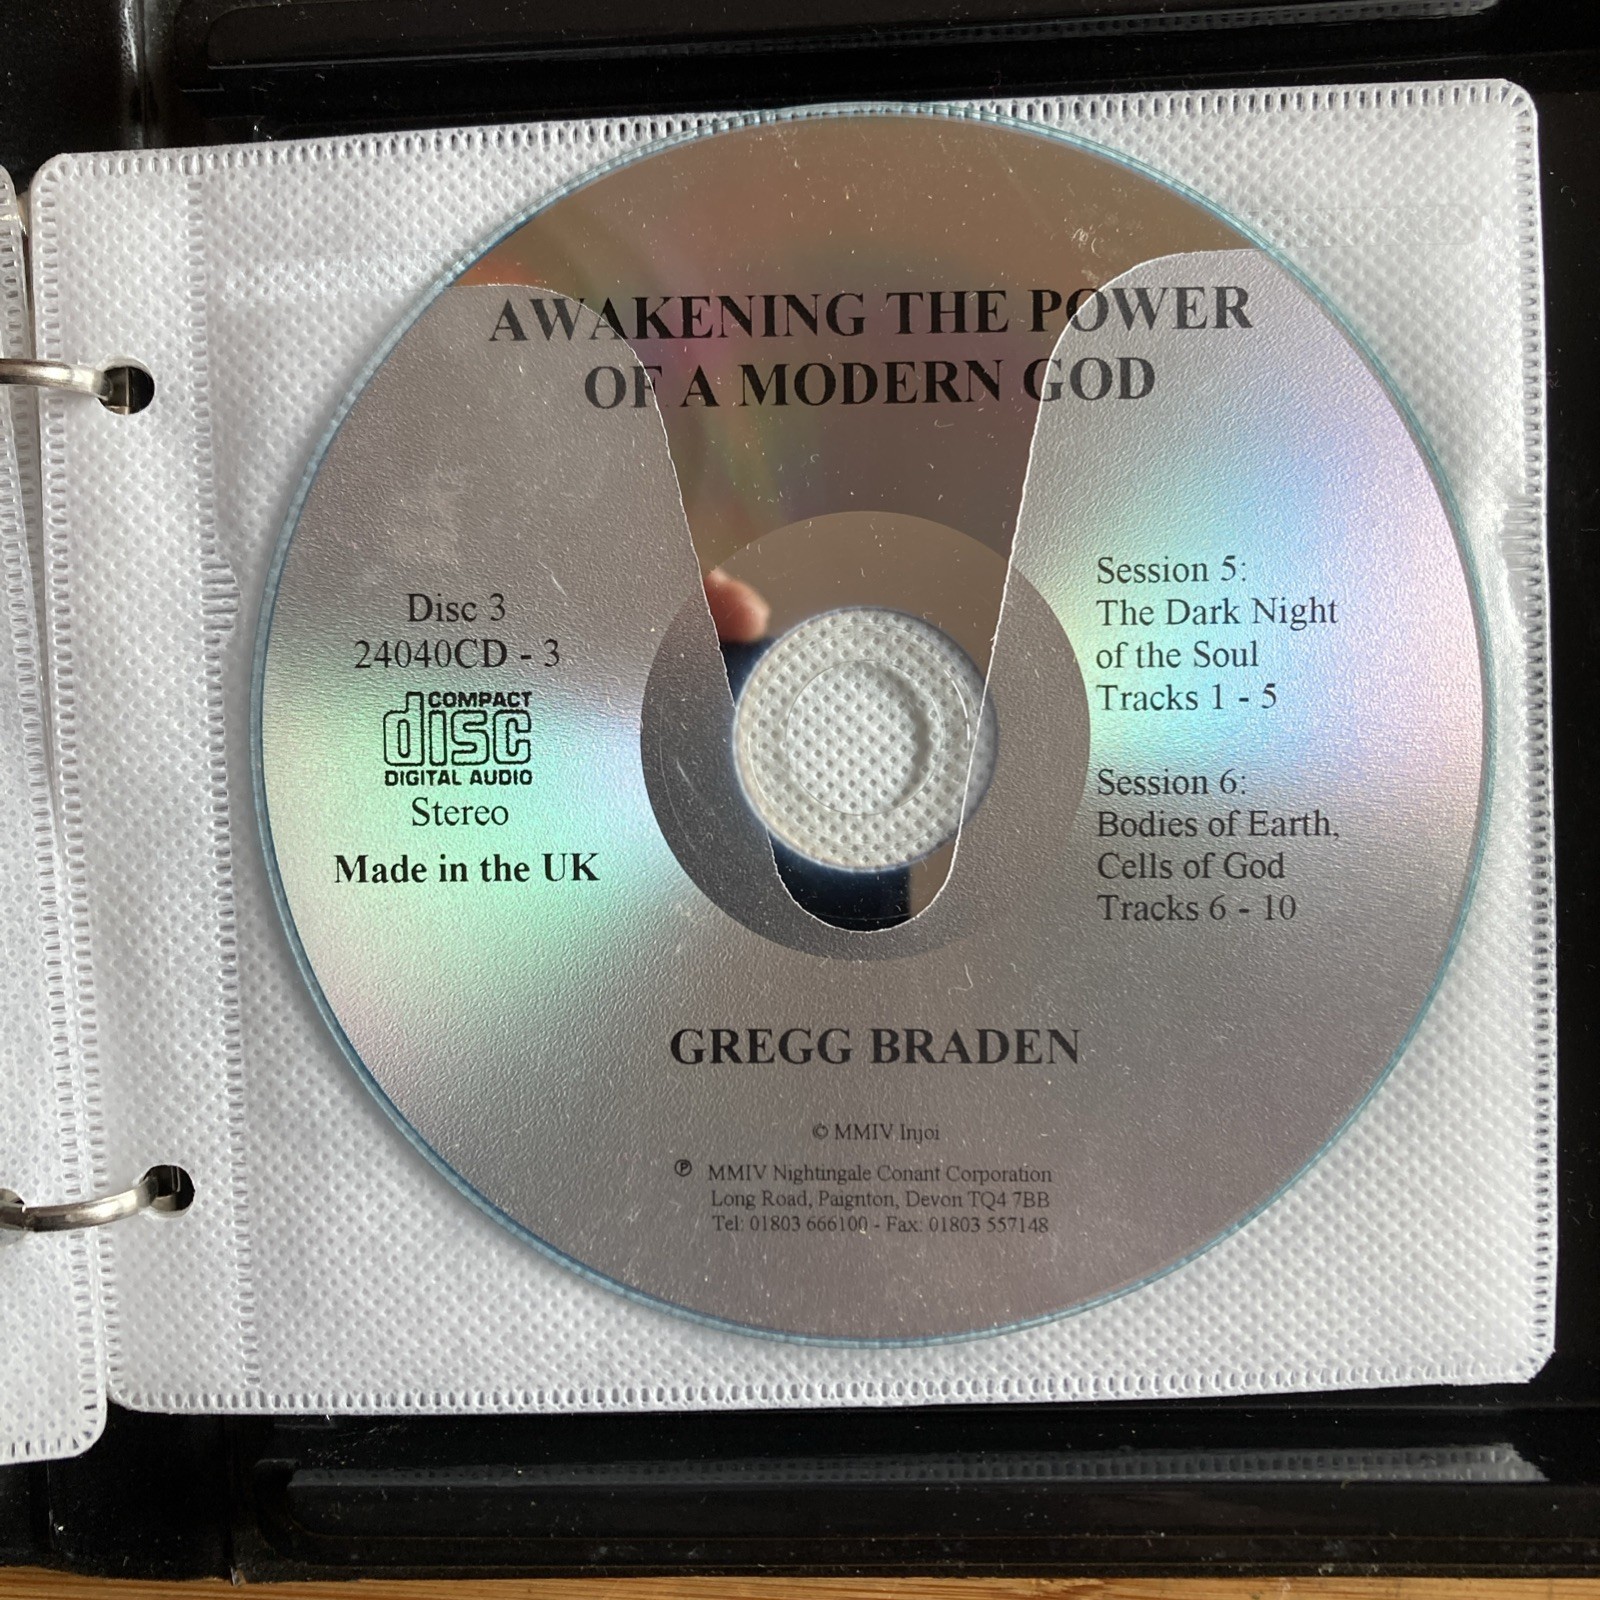 AWAKENING THE POWER
OF A MODERN GOD
Disc 3
24040CD - 3
COMPACT
disc
DIGITAL AUDIO
Stereo
Made in the UK
Session 5:
The Dark Night
of the Soul
Tracks 1 - 5
Session 6:
Bodies of Earth,
Cells of God
Tracks 6 - 10
GREGG BRADEN
© MMIV Injoi
℗ MMIV Nightingale Conant Corporation
Long Road, Paignton, Devon TQ4 7BB
Tel: 01803 666100 - Fax: 01803 557148